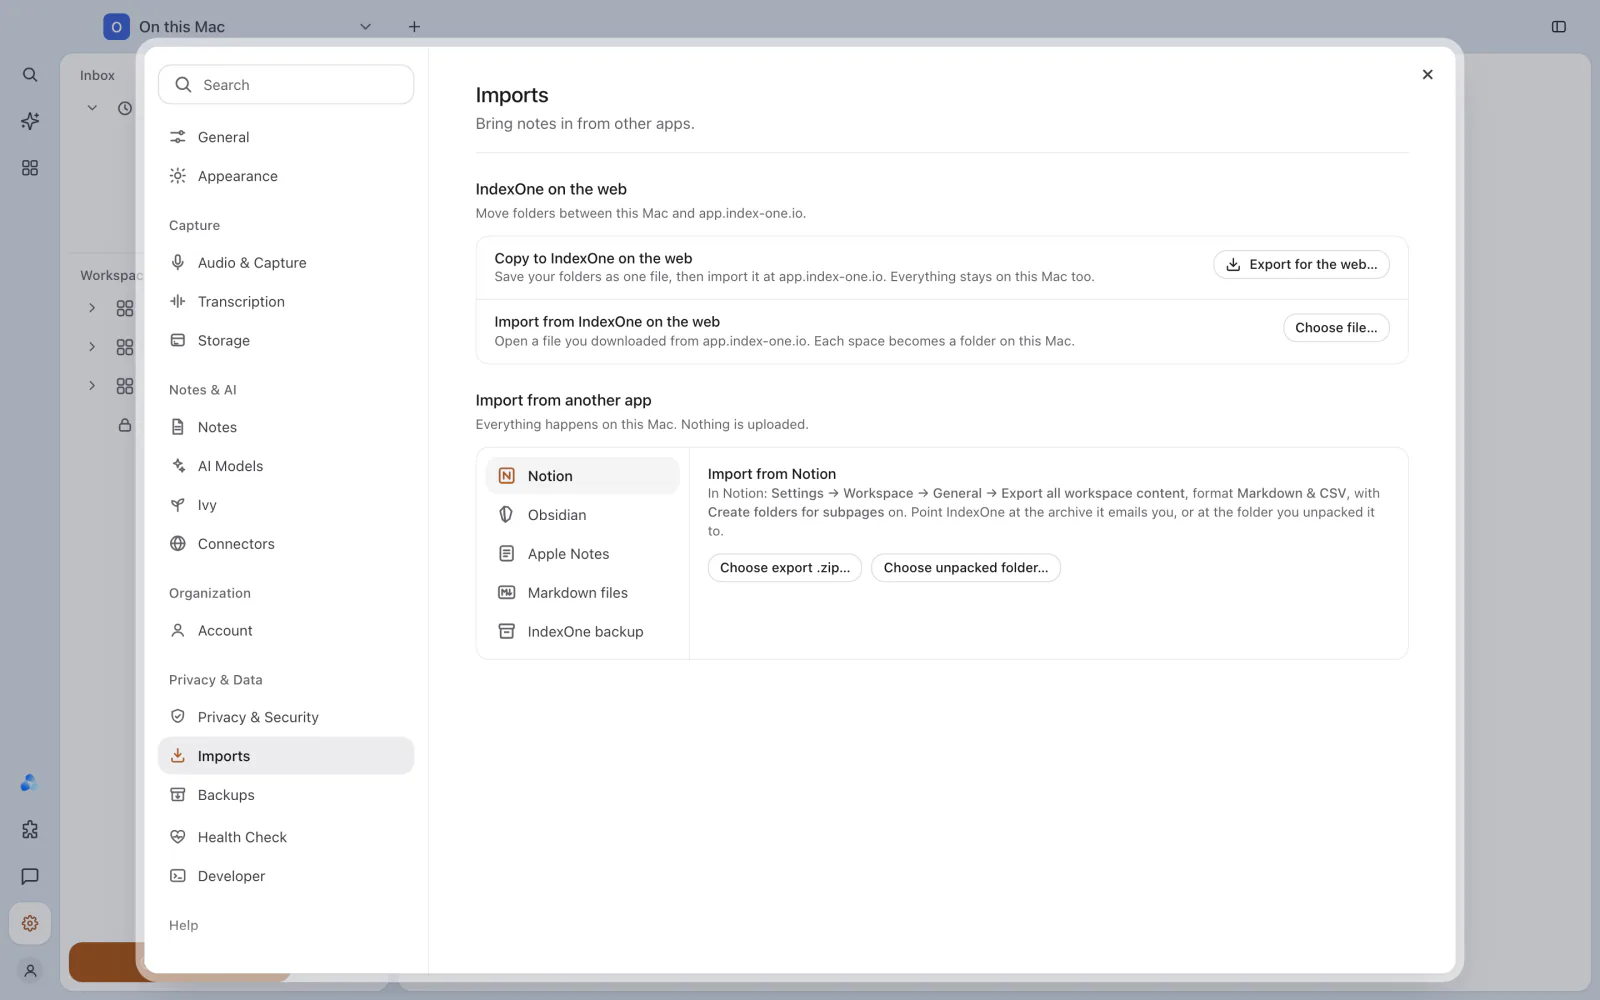 O On this Mac
Inbox
Workspac
Search
General
Appearance
Capture
Audio & Capture
Transcription
Storage
Notes & AI
Notes
AI Models
Ivy
Connectors
Organization
Account
Privacy & Data
Privacy & Security
Imports
Backups
Health Check
Developer
Help
Imports
Bring notes in from other apps.
IndexOne on the web
Move folders between this Mac and app.index-one.io.
Copy to IndexOne on the web
Save your folders as one file, then import it at app.index-one.io. Everything stays on this Mac too.
Export for the web...
Import from IndexOne on the web
Open a file you downloaded from app.index-one.io. Each space becomes a folder on this Mac.
Choose file...
Import from another app
Everything happens on this Mac. Nothing is uploaded.
Notion
Obsidian
Apple Notes
Markdown files
IndexOne backup
Import from Notion
In Notion: Settings → Workspace → General → Export all workspace content, format Markdown & CSV, with
Create folders for subpages on. Point IndexOne at the archive it emails you, or at the folder you unpacked it
to.
Choose export .zip...
Choose unpacked folder...